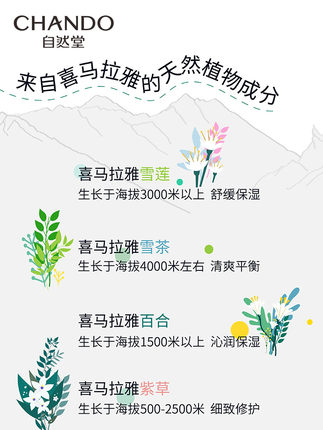 CHANDO
自然堂
来自喜马拉雅的天然植物成分
喜马拉雅雪莲
生长于海拔3000米以上 舒缓保湿
喜马拉雅雪茶
生长于海拔4000米左右 清爽平衡
喜马拉雅百合
生长于海拔1500米以上 沁润保湿
喜马拉雅紫草
生长于海拔500-2500米 细致修护